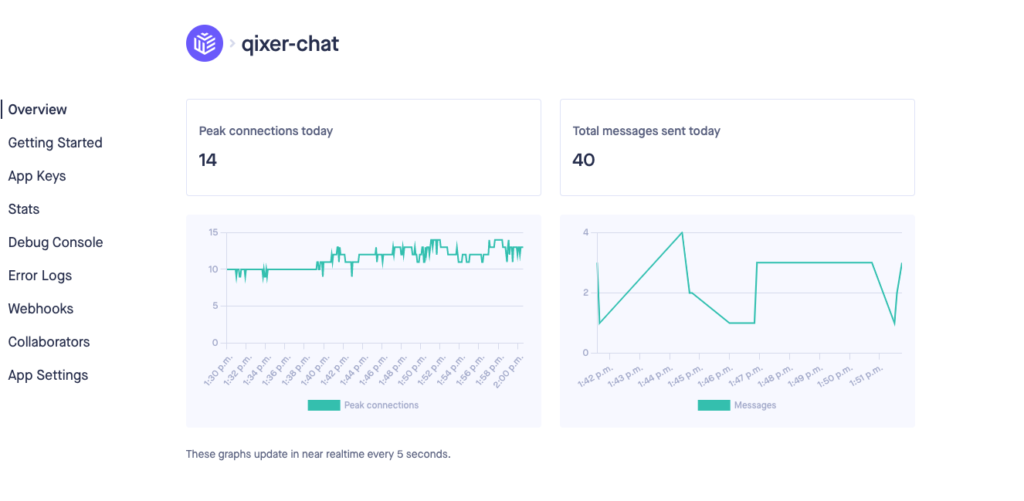 qixer-chat
Overview
Getting Started
App Keys
Stats
Debug Console
Error Logs
Webhooks
Collaborators
App Settings
Peak connections today
14
Total messages sent today
40
15
10
5
0
1:30 p.m.
1:32 p.m.
1:34 p.m.
1:36 p.m.
1:38 p.m.
1:40 p.m.
1:42 p.m.
1:44 p.m.
1:46 p.m.
1:48 p.m.
1:50 p.m.
1:52 p.m.
1:54 p.m.
1:56 p.m.
1:58 p.m.
2:00 p.m.
Peak connections
4
2
0
1:42 p.m.
1:43 p.m.
1:44 p.m.
1:45 p.m.
1:46 p.m.
1:47 p.m.
1:48 p.m.
1:49 p.m.
1:50 p.m.
1:51 p.m.
Messages
These graphs update in near realtime every 5 seconds.